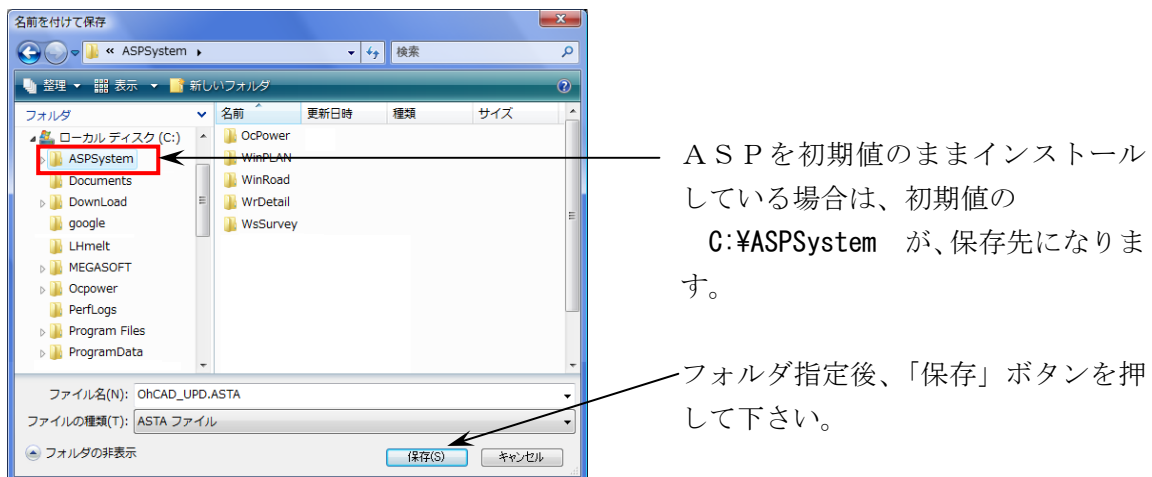 名前を付けて保存
« ASPSystem
検索
整理 表示 新しいフォルダ
フォルダ
名前 更新日時 種類 サイズ
ローカル ディスク (C:)
ASPSystem
Documents
DownLoad
google
LHmelt
MEGASOFT
Ocpower
PerfLogs
Program Files
ProgramData
OcPower
WinPLAN
WinRoad
WrDetail
WsSurvey
ファイル名(N): OhCAD_UPD.ASTA
ファイルの種類(T): ASTA ファイル
フォルダの非表示
保存(S) キャンセル
ＡＳＰを初期値のままインストール
している場合は、初期値の
C:¥ASPSystem が、保存先になりま
す。
フォルダ指定後、「保存」ボタンを押
して下さい。